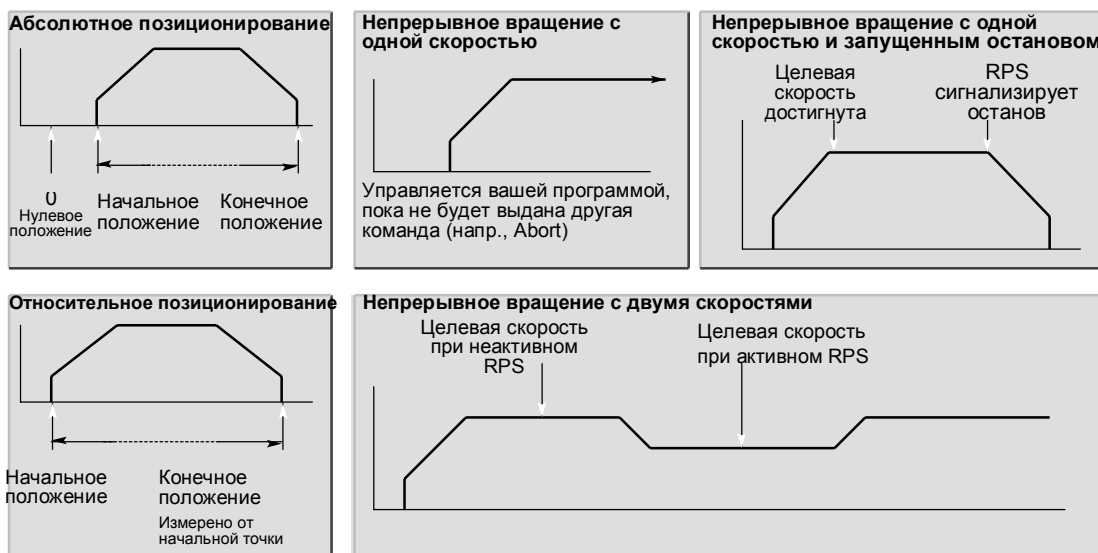 Абсолютное позиционирование
0
Нулевое
положение
Начальное
положение
Конечное
положение
Непрерывное вращение с
одной скоростью
Управляется вашей программой,
пока не будет выдана другая
команда (напр., Abort)
Непрерывное вращение с одной
скоростью и запущенным остановом
Целевая
скорость
достигнута
RPS
сигнализирует
останов
Относительное позиционирование
Начальное
положение
Конечное
положение
Измерено от
начальной точки
Непрерывное вращение с двумя скоростями
Целевая скорость
при неактивном
RPS
Целевая скорость
при активном RPS